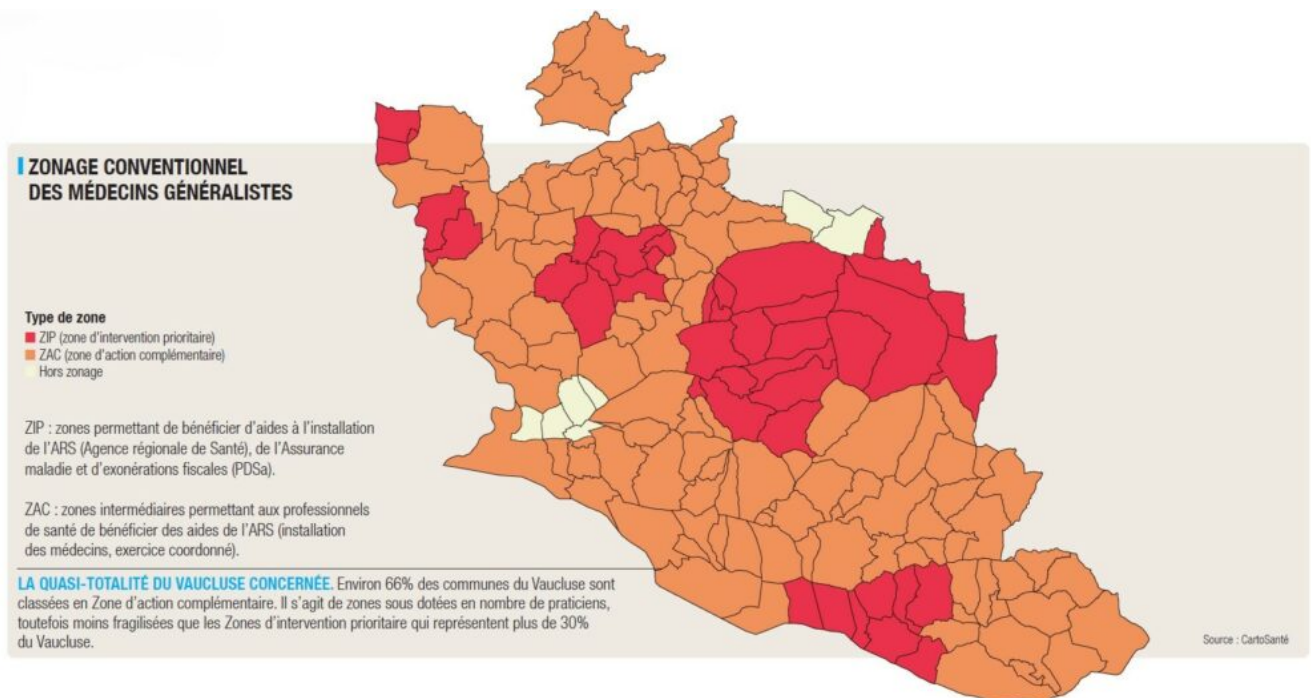 ZONAGE CONVENTIONNEL
DES MÉDECINS GÉNÉRALISTES
Type de zone
ZIP (zone d'intervention prioritaire)
ZAC (zone d'action complémentaire)
Hors zonage
ZIP : zones permettant de bénéficier d'aides à l'installation
de l'ARS (Agence régionale de Santé), de l'Assurance
maladie et d'exonérations fiscales (PDSa).
ZAC : zones intermédiaires permettant aux professionnels
de santé de bénéficier des aides de l'ARS (installation
des médecins, exercice coordonné).
LA QUASI-TOTALITÉ DU VAUCLUSE CONCERNÉE. Environ 66% des communes du Vaucluse sont
classées en Zone d'action complémentaire. Il s'agit de zones sous dotées en nombre de praticiens,
toutefois moins fragilisées que les Zones d'intervention prioritaire qui représentent plus de 30%
du Vaucluse.
Source : CartoSanté